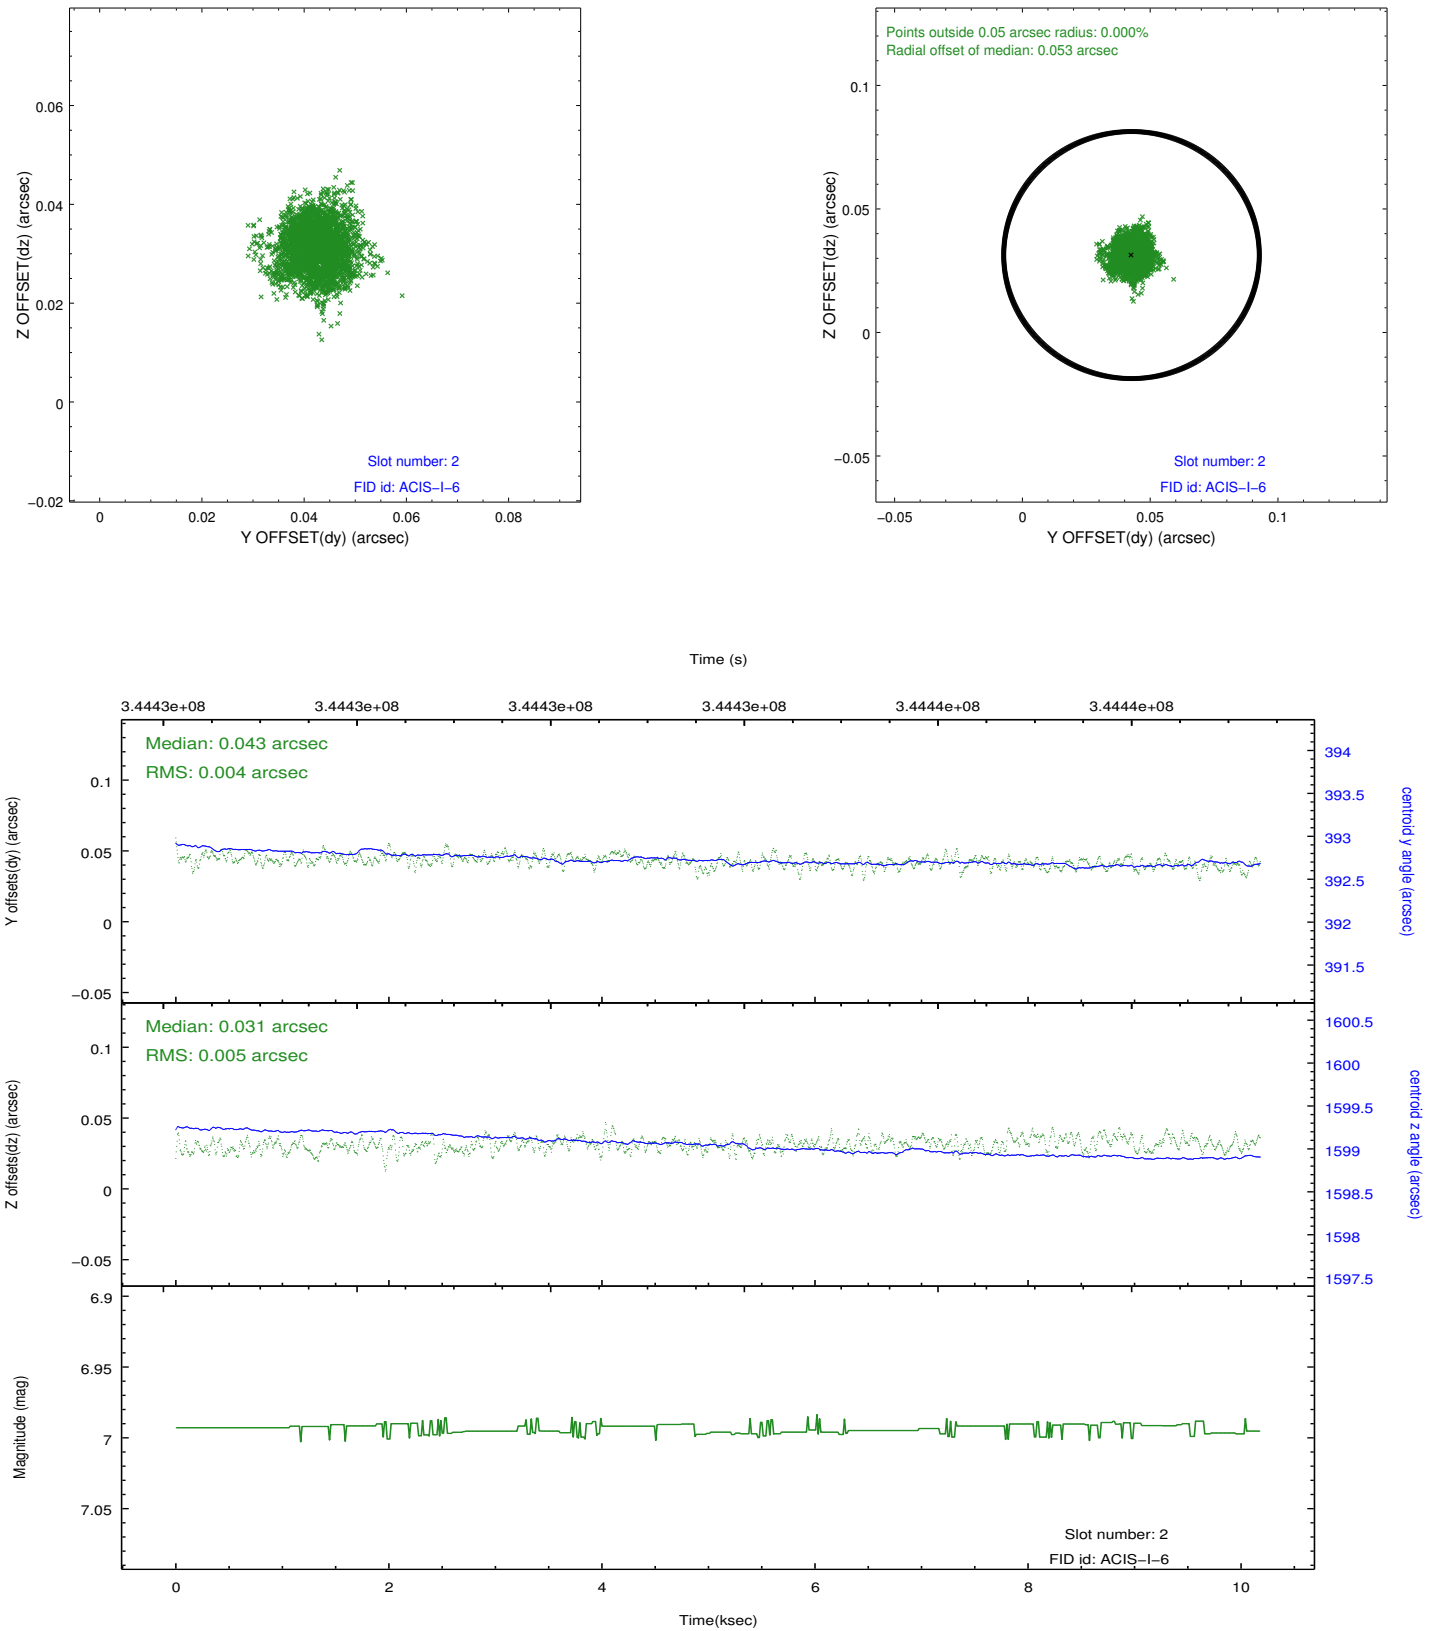 0.06
0.04
0.02
0
−0.02
Z OFFSET(dz) (arcsec)
Slot number: 2
FID id: ACIS−I−6
0
0.02
0.04
0.06
0.08
Y OFFSET(dy) (arcsec)
Points outside 0.05 arcsec radius: 0.000%
Radial offset of median: 0.053 arcsec
0.1
0.05
0
−0.05
Z OFFSET(dz) (arcsec)
Slot number: 2
FID id: ACIS−I−6
−0.05
0
0.05
0.1
Y OFFSET(dy) (arcsec)
Time (s)
3.4443e+08
3.4443e+08
3.4443e+08
3.4443e+08
3.4444e+08
3.4444e+08
Median: 0.043 arcsec
RMS: 0.004 arcsec
0.1
0.05
0
−0.05
Y offsets(dy) (arcsec)
394
393.5
393
392.5
392
391.5
centroid y angle (arcsec)
Median: 0.031 arcsec
RMS: 0.005 arcsec
0.1
0.05
0
−0.05
Z offsets(dz) (arcsec)
1600.5
1600
1599.5
1599
1598.5
1598
1597.5
centroid z angle (arcsec)
6.9
6.95
7
7.05
Magnitude (mag)
Slot number: 2
FID id: ACIS−I−6
0
2
4
6
8
10
Time(ksec)